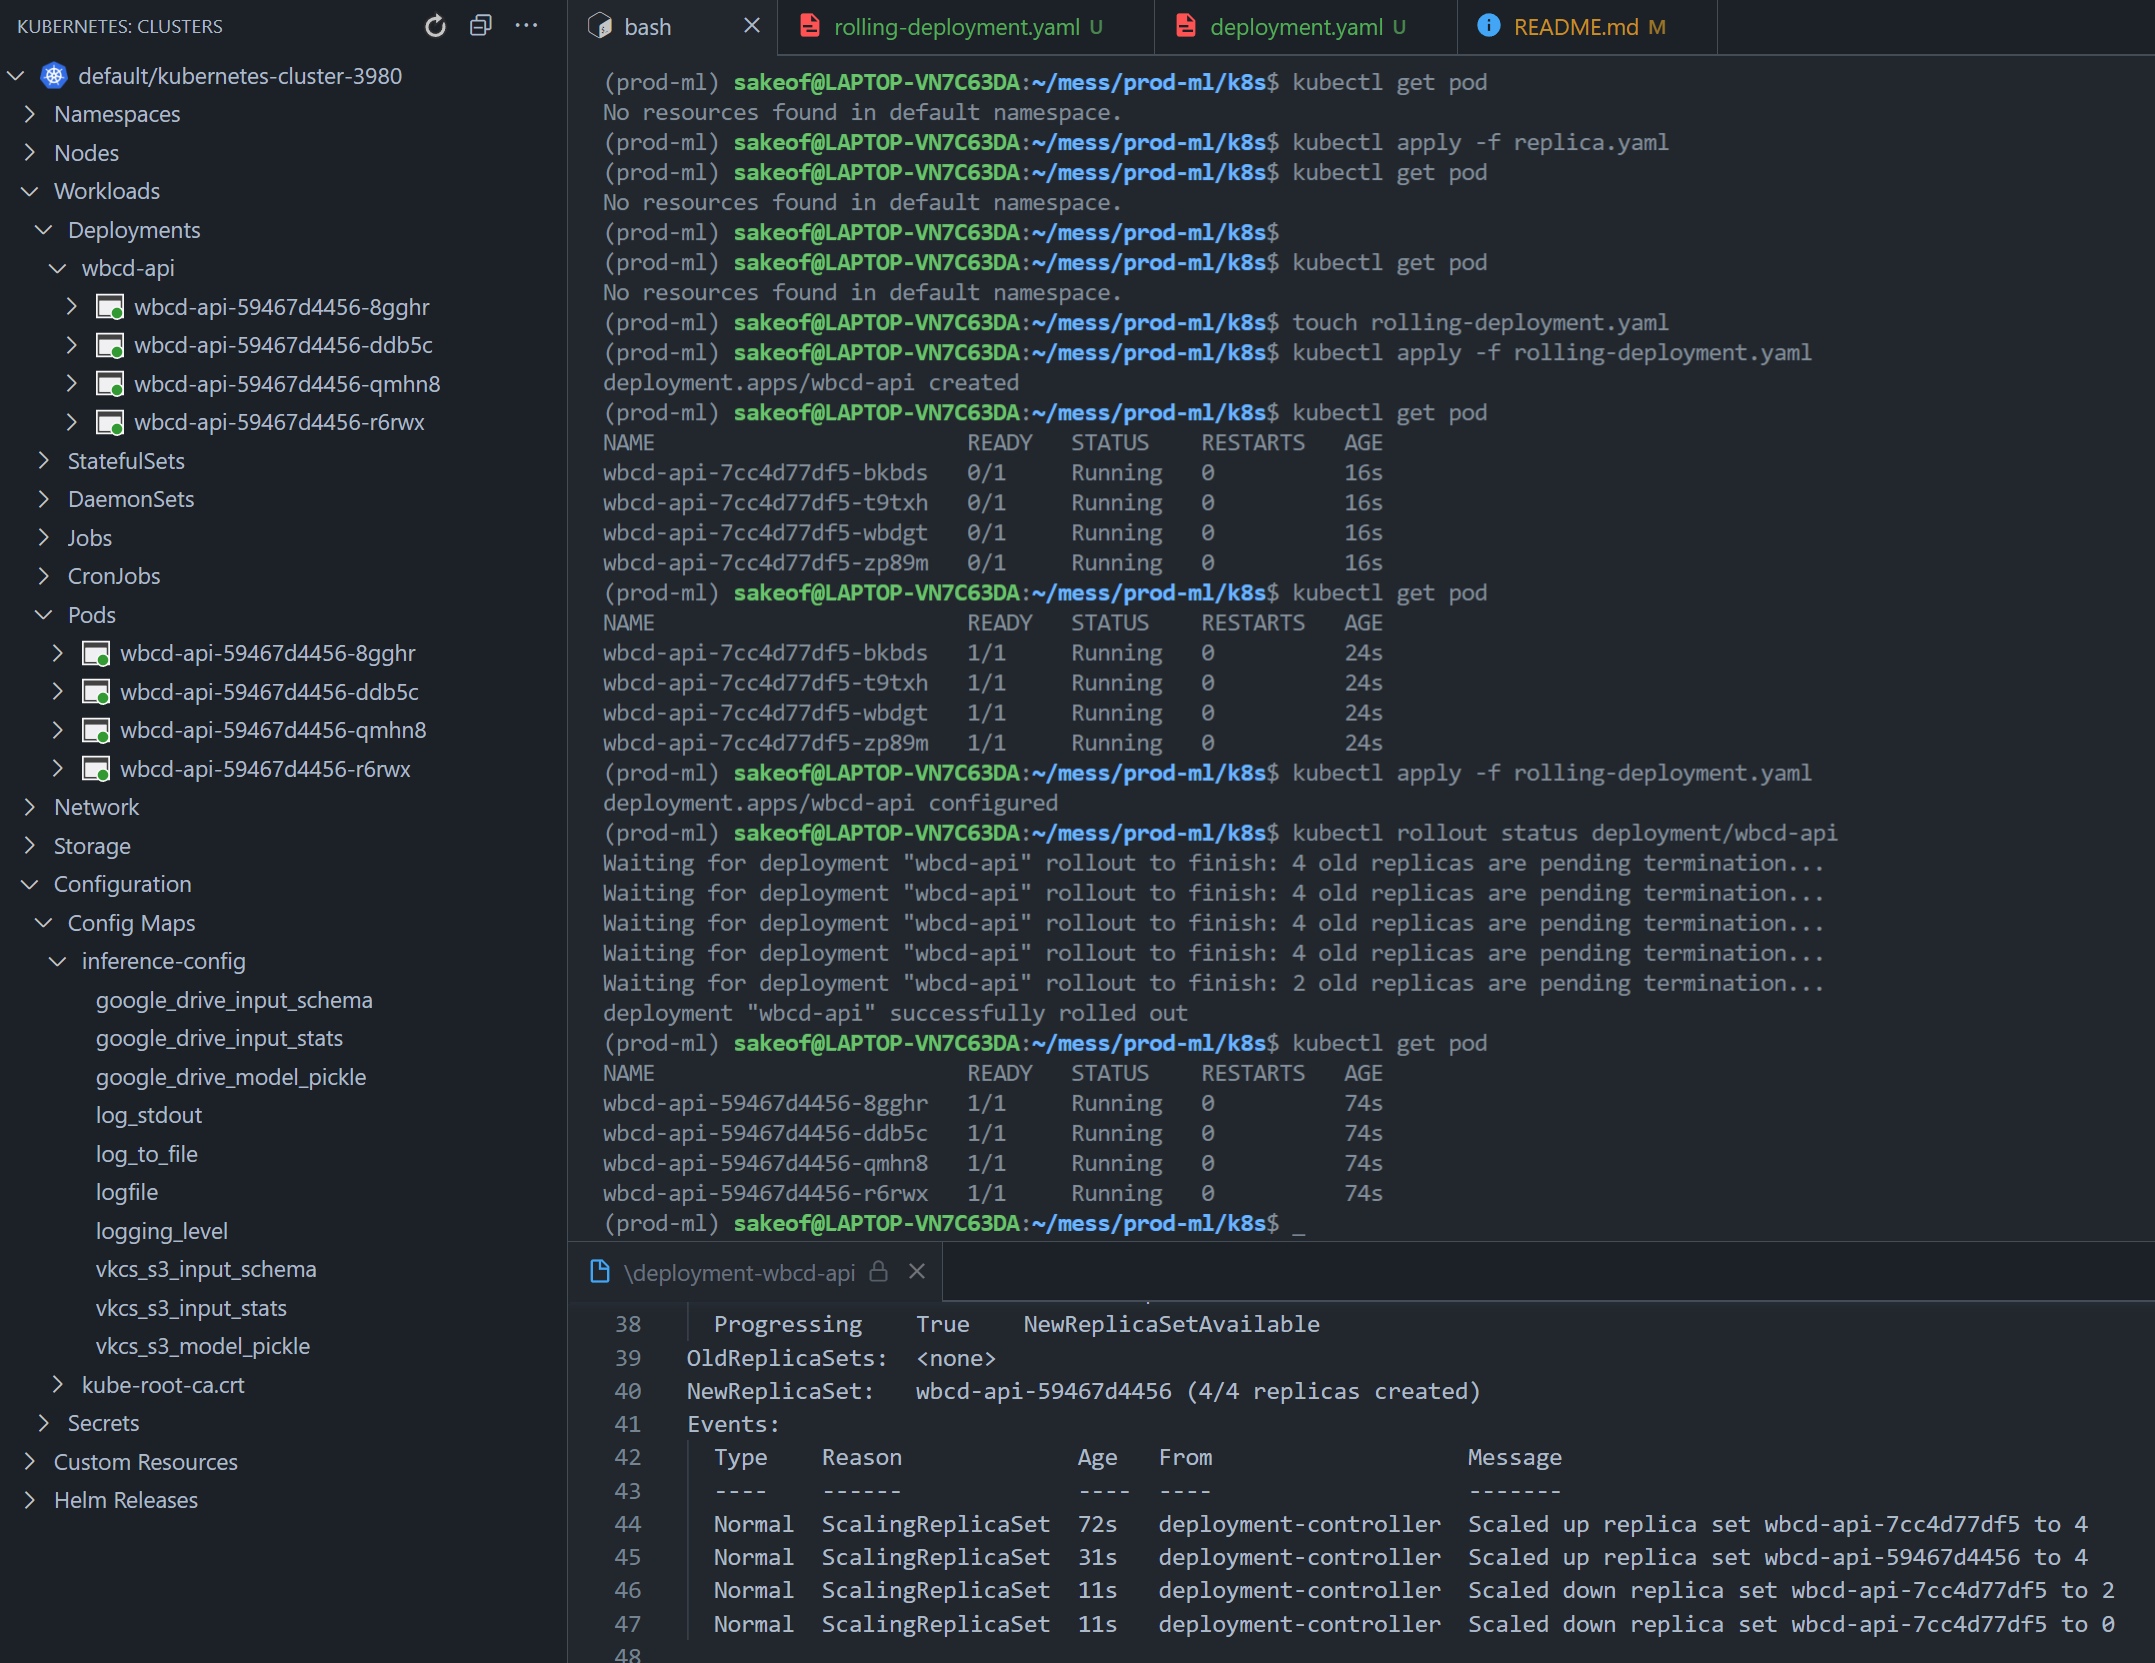 KUBERNETES: CLUSTERS
default/kubernetes-cluster-3980
Namespaces
Nodes
Workloads
Deployments
wbcd-api
wbcd-api-59467d4456-8gghr
wbcd-api-59467d4456-ddb5c
wbcd-api-59467d4456-qmhn8
wbcd-api-59467d4456-r6rwx
StatefulSets
DaemonSets
Jobs
CronJobs
Pods
wbcd-api-59467d4456-8gghr
wbcd-api-59467d4456-ddb5c
wbcd-api-59467d4456-qmhn8
wbcd-api-59467d4456-r6rwx
Network
Storage
Configuration
Config Maps
inference-config
google_drive_input_schema
google_drive_input_stats
google_drive_model_pickle
log_stdout
log_to_file
logfile
logging_level
vkcs_s3_input_schema
vkcs_s3_input_stats
vkcs_s3_model_pickle
kube-root-ca.crt
Secrets
Custom Resources
Helm Releases
bash
rolling-deployment.yaml U
deployment.yaml U
README.md M
(prod-ml) sakeof@LAPTOP-VN7C63DA:~/mess/prod-ml/k8s$ kubectl get pod
No resources found in default namespace.
(prod-ml) sakeof@LAPTOP-VN7C63DA:~/mess/prod-ml/k8s$ kubectl apply -f replica.yaml
(prod-ml) sakeof@LAPTOP-VN7C63DA:~/mess/prod-ml/k8s$ kubectl get pod
No resources found in default namespace.
(prod-ml) sakeof@LAPTOP-VN7C63DA:~/mess/prod-ml/k8s$
(prod-ml) sakeof@LAPTOP-VN7C63DA:~/mess/prod-ml/k8s$ kubectl get pod
No resources found in default namespace.
(prod-ml) sakeof@LAPTOP-VN7C63DA:~/mess/prod-ml/k8s$ touch rolling-deployment.yaml
(prod-ml) sakeof@LAPTOP-VN7C63DA:~/mess/prod-ml/k8s$ kubectl apply -f rolling-deployment.yaml
deployment.apps/wbcd-api created
(prod-ml) sakeof@LAPTOP-VN7C63DA:~/mess/prod-ml/k8s$ kubectl get pod
NAME READY STATUS RESTARTS AGE
wbcd-api-7cc4d77df5-bkbds 0/1 Running 0 16s
wbcd-api-7cc4d77df5-t9txh 0/1 Running 0 16s
wbcd-api-7cc4d77df5-wbdgt 0/1 Running 0 16s
wbcd-api-7cc4d77df5-zp89m 0/1 Running 0 16s
(prod-ml) sakeof@LAPTOP-VN7C63DA:~/mess/prod-ml/k8s$ kubectl get pod
NAME READY STATUS RESTARTS AGE
wbcd-api-7cc4d77df5-bkbds 1/1 Running 0 24s
wbcd-api-7cc4d77df5-t9txh 1/1 Running 0 24s
wbcd-api-7cc4d77df5-wbdgt 1/1 Running 0 24s
wbcd-api-7cc4d77df5-zp89m 1/1 Running 0 24s
(prod-ml) sakeof@LAPTOP-VN7C63DA:~/mess/prod-ml/k8s$ kubectl apply -f rolling-deployment.yaml
deployment.apps/wbcd-api configured
(prod-ml) sakeof@LAPTOP-VN7C63DA:~/mess/prod-ml/k8s$ kubectl rollout status deployment/wbcd-api
Waiting for deployment "wbcd-api" rollout to finish: 4 old replicas are pending termination...
Waiting for deployment "wbcd-api" rollout to finish: 4 old replicas are pending termination...
Waiting for deployment "wbcd-api" rollout to finish: 4 old replicas are pending termination...
Waiting for deployment "wbcd-api" rollout to finish: 4 old replicas are pending termination...
Waiting for deployment "wbcd-api" rollout to finish: 2 old replicas are pending termination...
deployment "wbcd-api" successfully rolled out
(prod-ml) sakeof@LAPTOP-VN7C63DA:~/mess/prod-ml/k8s$ kubectl get pod
NAME READY STATUS RESTARTS AGE
wbcd-api-59467d4456-8gghr 1/1 Running 0 74s
wbcd-api-59467d4456-ddb5c 1/1 Running 0 74s
wbcd-api-59467d4456-qmhn8 1/1 Running 0 74s
wbcd-api-59467d4456-r6rwx 1/1 Running 0 74s
(prod-ml) sakeof@LAPTOP-VN7C63DA:~/mess/prod-ml/k8s$ _
\deployment-wbcd-api
38 Progressing True NewReplicaSetAvailable
39 OldReplicaSets: <none>
40 NewReplicaSet: wbcd-api-59467d4456 (4/4 replicas created)
41 Events:
42 Type Reason Age From Message
43 ---- ------ ---- ---- -------
44 Normal ScalingReplicaSet 72s deployment-controller Scaled up replica set wbcd-api-7cc4d77df5 to 4
45 Normal ScalingReplicaSet 31s deployment-controller Scaled up replica set wbcd-api-59467d4456 to 4
46 Normal ScalingReplicaSet 11s deployment-controller Scaled down replica set wbcd-api-7cc4d77df5 to 2
47 Normal ScalingReplicaSet 11s deployment-controller Scaled down replica set wbcd-api-7cc4d77df5 to 0
48